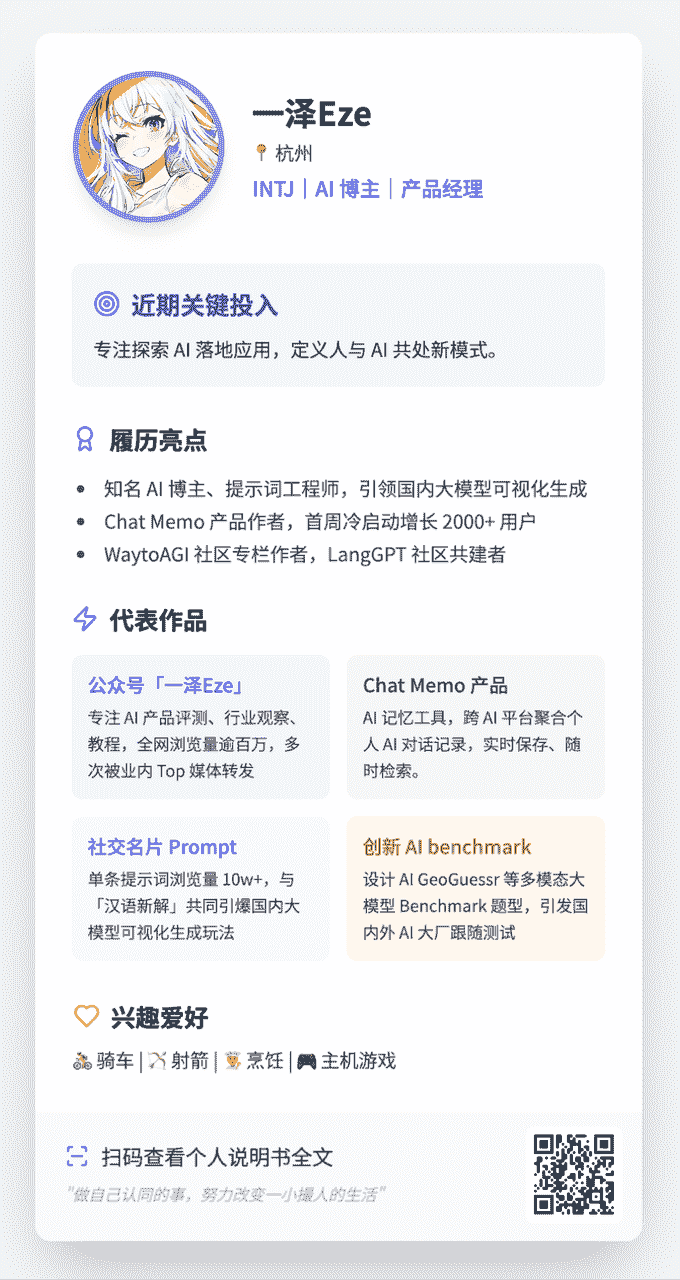 一泽Eze
杭州
INTJ｜AI 博主｜产品经理
近期关键投入
专注探索 AI 落地应用，定义人与 AI 共处新模式。
履历亮点
• 知名 AI 博主、提示词工程师，引领国内大模型可视化生成
• Chat Memo 产品作者，首周冷启动增长 2000+ 用户
• WaytoAGI 社区专栏作者，LangGPT 社区共建者
代表作品
公众号「一泽Eze」
专注 AI 产品评测、行业观察、
教程，全网浏览量逾百万，多
次被业内 Top 媒体转发
Chat Memo 产品
AI 记忆工具，跨 AI 平台聚合个
人 AI 对话记录，实时保存、随
时检索。
社交名片 Prompt
单条提示词浏览量 10w+，与
「汉语新解」共同引爆国内大
模型可视化生成玩法
创新 AI benchmark
设计 AI GeoGuessr 等多模态大
模型 Benchmark 题型，引发国
内外 AI 大厂跟随测试
兴趣爱好
🚴 骑车 | 🏹 射箭 | 👨‍🍳 烹饪 | 🎮 主机游戏
扫码查看个人说明书全文
"做自己认同的事，努力改变一小撮人的生活"